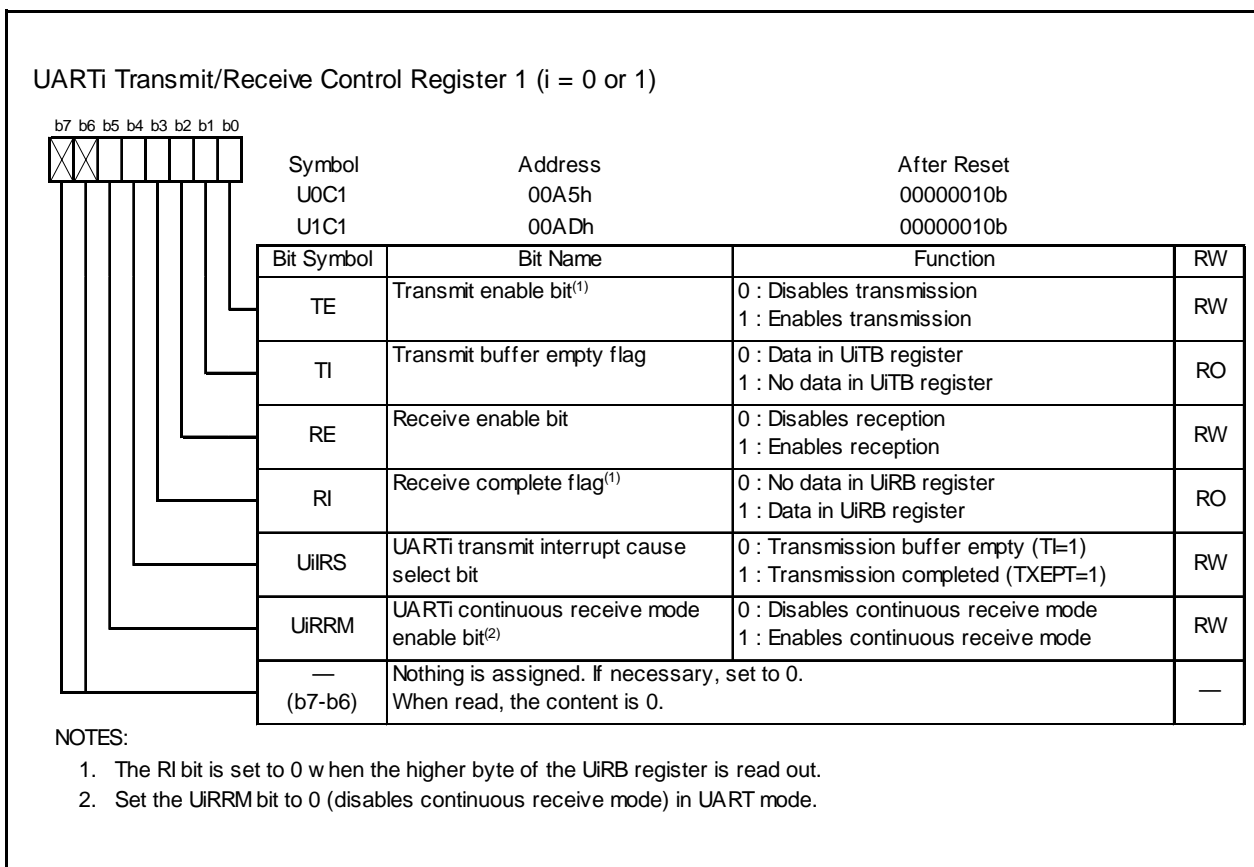 UARTi Transmit/Receive Control Register 1 (i = 0 or 1)
b7 b6 b5 b4 b3 b2 b1 b0
Symbol Address After Reset
U0C1 00A5h 00000010b
U1C1 00ADh 00000010b
Bit Symbol Bit Name Function RW
TE Transmit enable bit(1) 0 : Disables transmission RW
1 : Enables transmission
TI Transmit buffer empty flag 0 : Data in UiTB register RO
1 : No data in UiTB register
RE Receive enable bit 0 : Disables reception RW
1 : Enables reception
RI Receive complete flag(1) 0 : No data in UiRB register RO
1 : Data in UiRB register
UiIRS UARTi transmit interrupt cause 0 : Transmission buffer empty (TI=1) RW
select bit 1 : Transmission completed (TXEPT=1)
UiRRM UARTi continuous receive mode 0 : Disables continuous receive mode RW
enable bit(2) 1 : Enables continuous receive mode
— Nothing is assigned. If necessary, set to 0. —
(b7-b6) When read, the content is 0.
NOTES:
1. The RI bit is set to 0 when the higher byte of the UiRB register is read out.
2. Set the UiRRM bit to 0 (disables continuous receive mode) in UART mode.